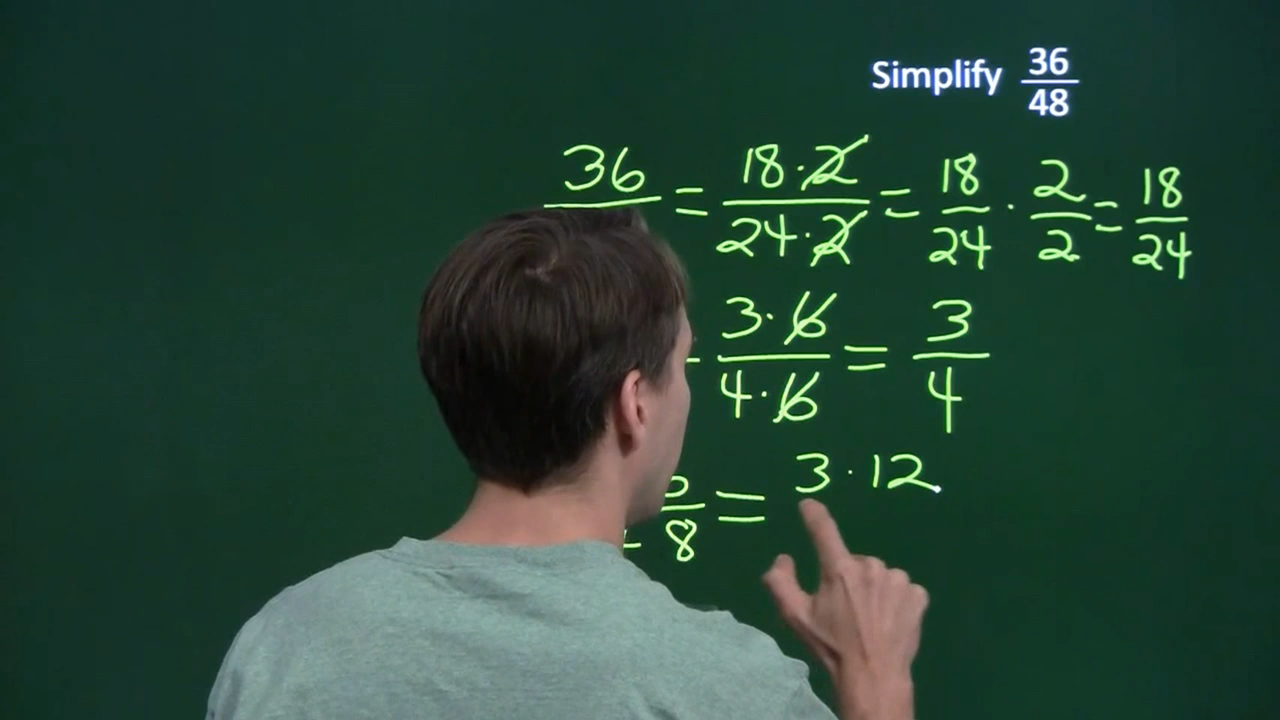 Simplify 36/48
36/ = 18·2/24·2 = 18/24 · 2/2 = 18/24
3·6/4·6 = 3/4
/8 = 3·12